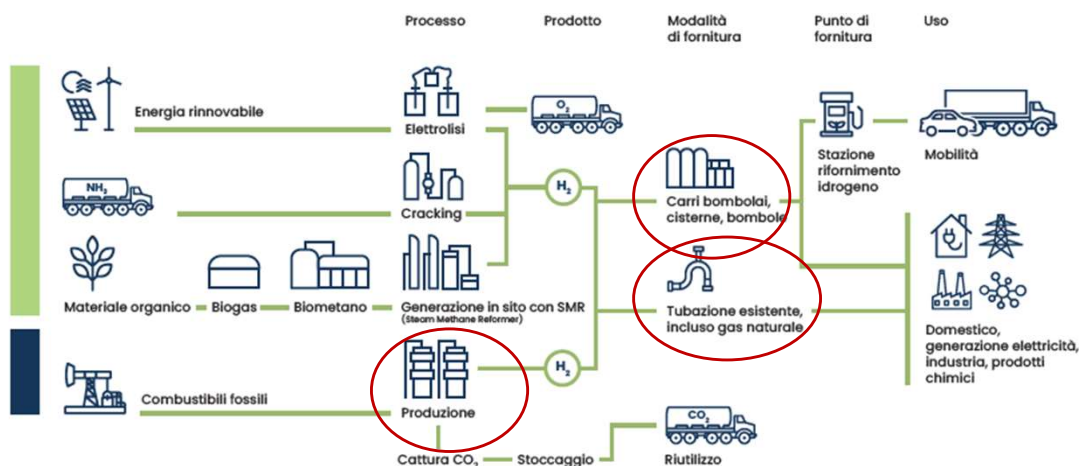 Processo
Prodotto
Modalità
di fornitura
Punto di
fornitura
Uso
Energia rinnovabile
Elettrolisi
O2
Stazione
rifornimento
idrogeno
Mobilità
NH3
Cracking
H2
Carri bombolai,
cisterne, bombole
Materiale organico
Biogas
Biometano
Generazione in sito con SMR
(Steam Methane Reformer)
Tubazione esistente,
incluso gas naturale
Domestico,
generazione elettricità,
industria, prodotti
chimici
Combustibili fossili
Produzione
H2
Cattura CO2
Stoccaggio
CO2
Riutilizzo